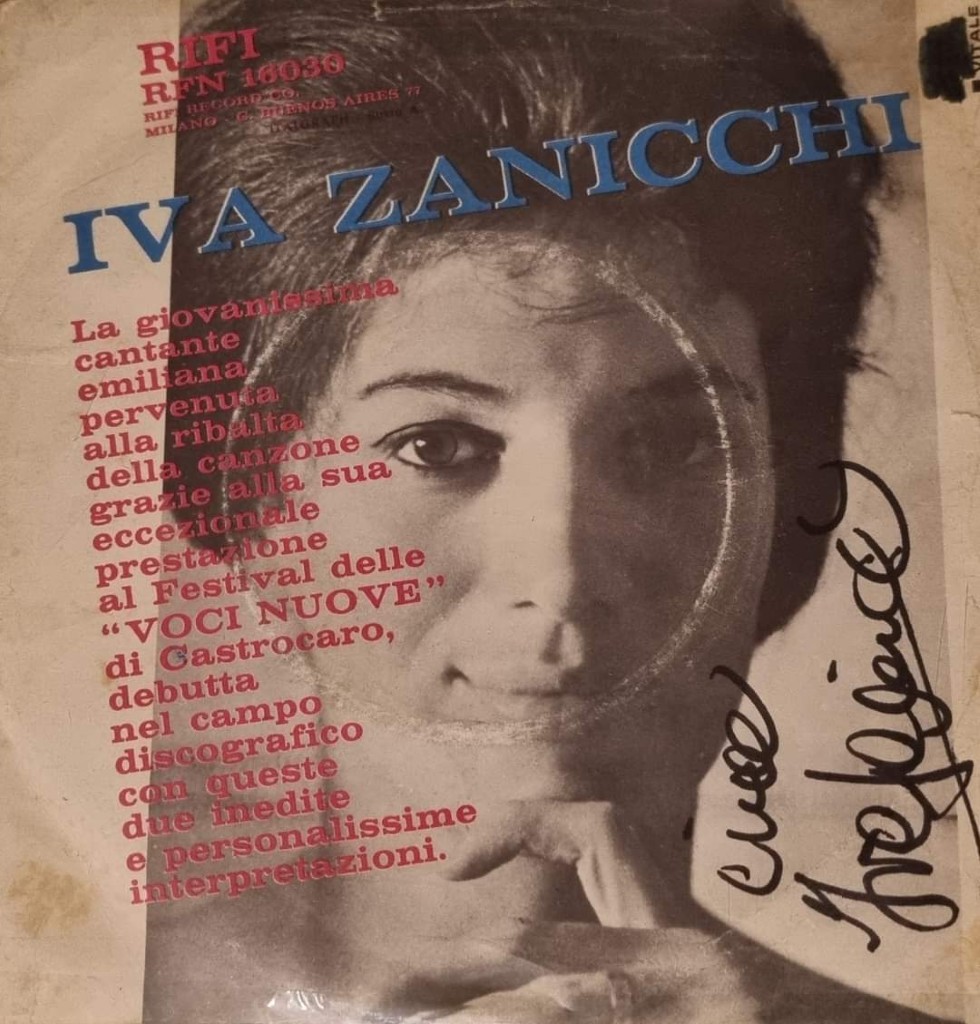 RIFI
RFN 16030
RIFI RECORD CO.
MILANO - C. BUENOS AIRES 77
IVA ZANICCHI
La giovanissima
cantante
emiliana
pervenuta
alla ribalta
della canzone
grazie alla sua
eccezionale
prestazione
al Festival delle
“VOCI NUOVE”
di Castrocaro,
debutta
nel campo
discografico
con queste
due inedite
e personalissime
interpretazioni.
VITALE